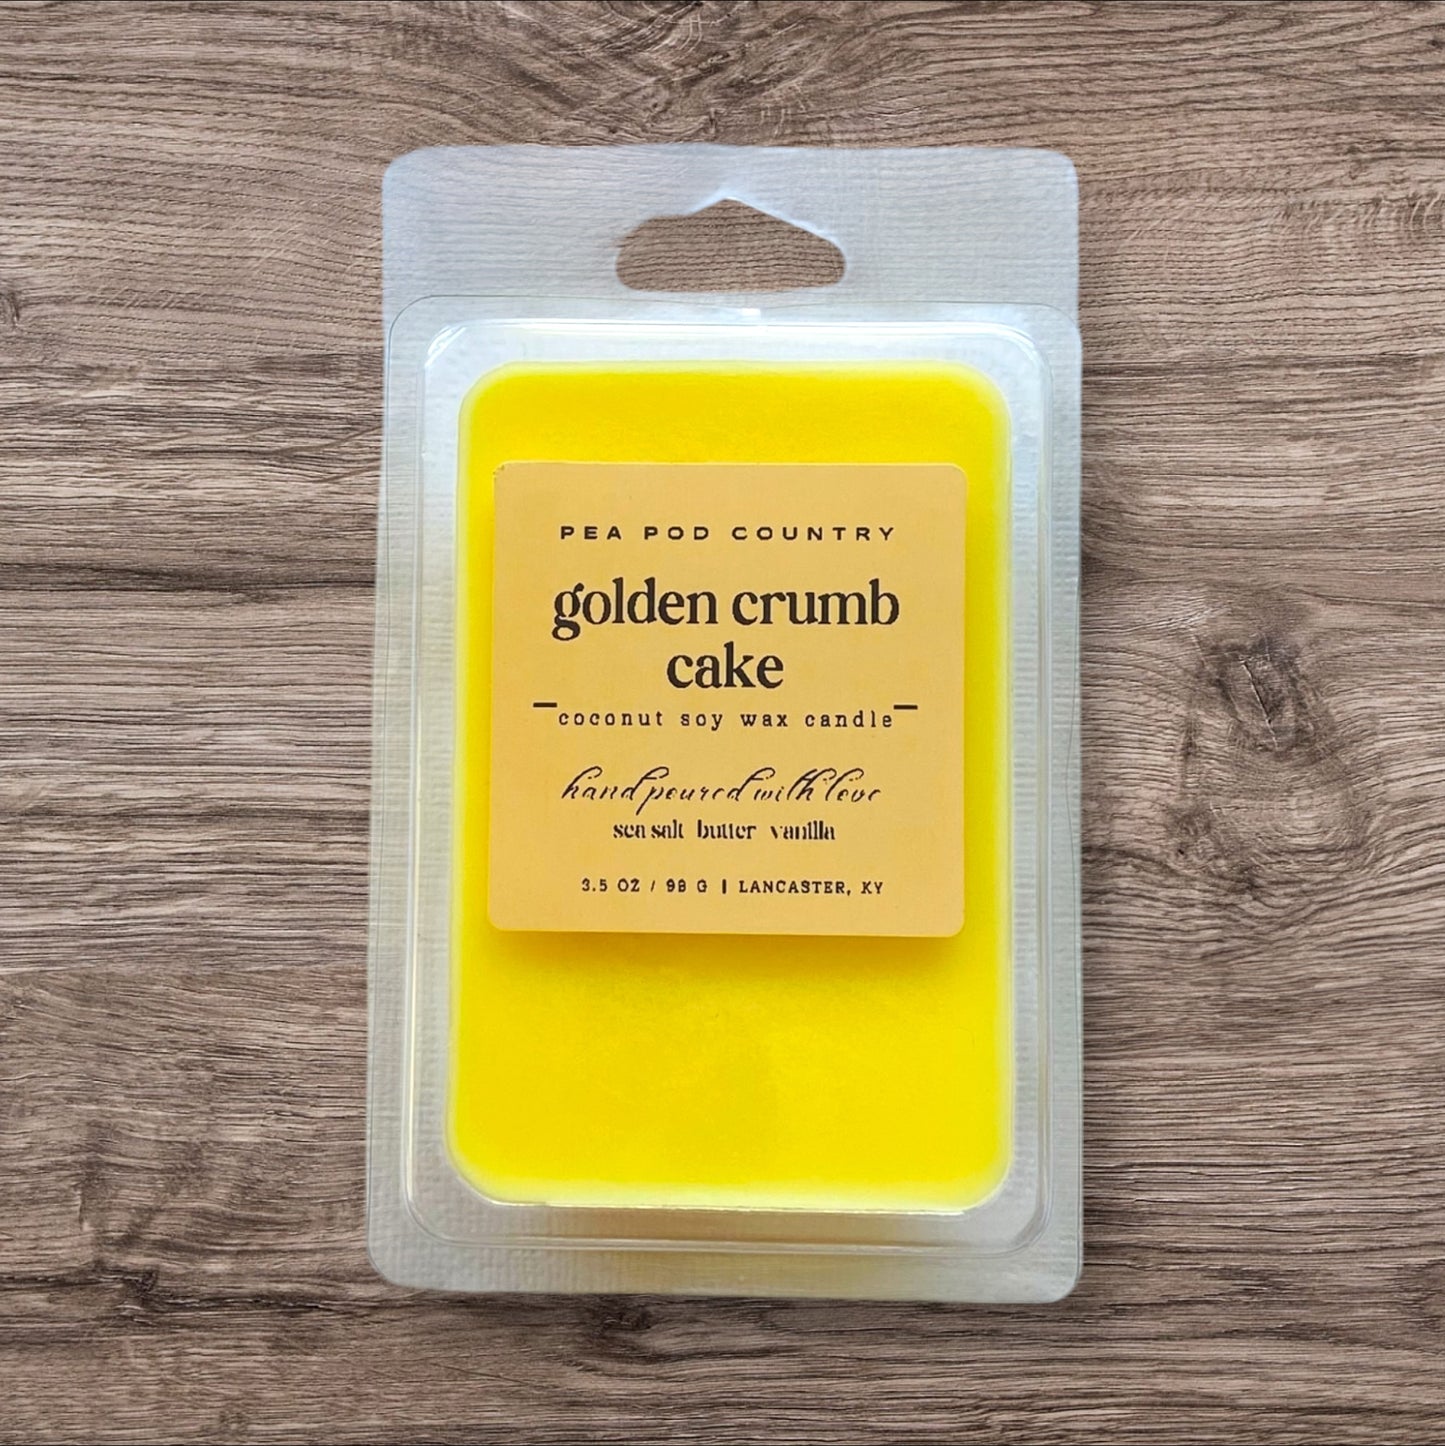 PEA POD COUNTRY
golden crumb
cake
coconut soy wax candle
hand poured with love
sea salt butter vanilla
3.5 OZ / 98 G | LANCASTER, KY